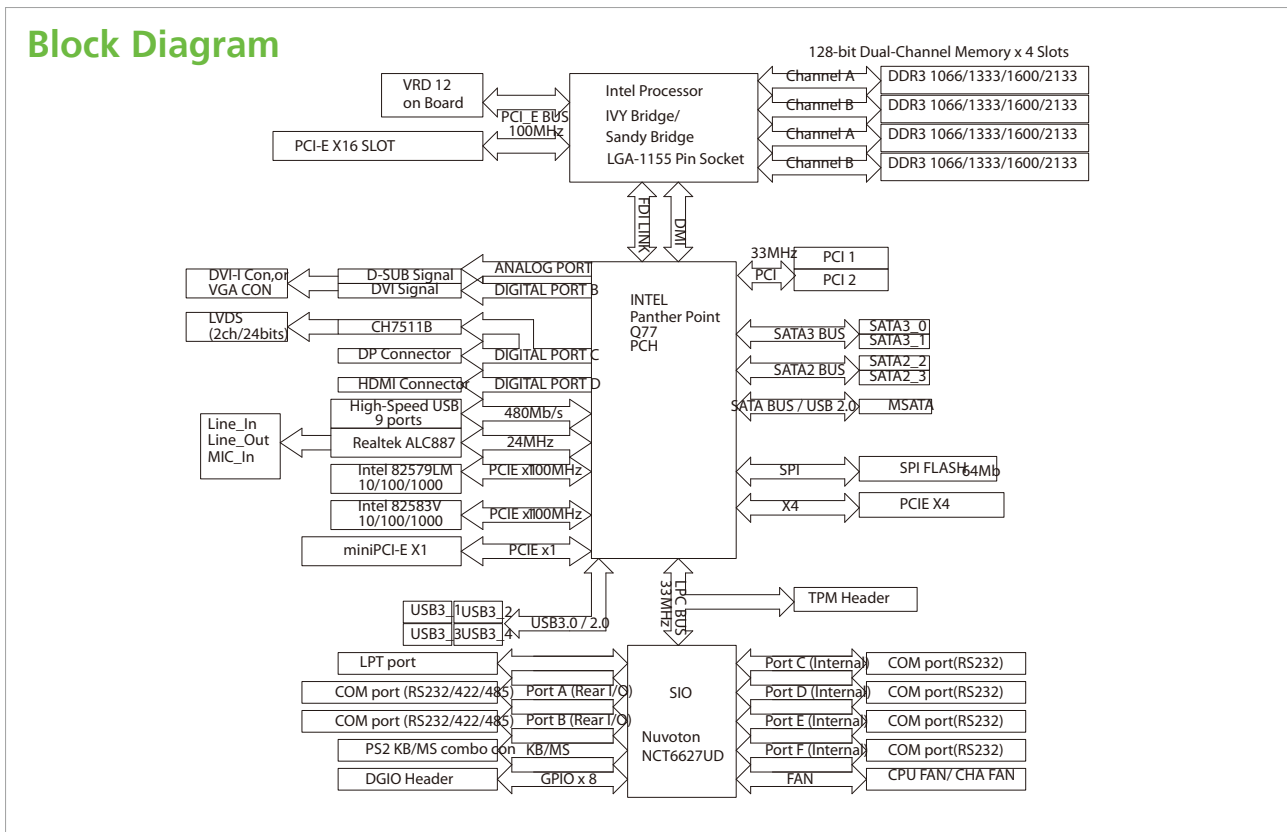 Block Diagram
128-bit Dual-Channel Memory x 4 Slots
VRD 12
on Board
PCI_E BUS
100MHz
PCI-E X16 SLOT
Intel Processor
IVY Bridge/
Sandy Bridge
LGA-1155 Pin Socket
Channel A
DDR3 1066/1333/1600/2133
Channel B
DDR3 1066/1333/1600/2133
Channel A
DDR3 1066/1333/1600/2133
Channel B
DDR3 1066/1333/1600/2133
FDI LINK
DMI
DVI-I Con,or
VGA CON
D-SUB Signal
ANALOG PORT
DVI Signal
DIGITAL PORT B
LVDS
(2ch/24bits)
CH7511B
DP Connector
DIGITAL PORT C
HDMI Connector
DIGITAL PORT D
High-Speed USB
9 ports
480Mb/s
Line_In
Line_Out
MIC_In
Realtek ALC887
24MHz
Intel 82579LM
10/100/1000
PCIE x1
100MHz
Intel 82583V
10/100/1000
PCIE x1
100MHz
miniPCI-E X1
PCIE x1
INTEL
Panther Point
Q77
PCH
33MHz
PCI
PCI 1
PCI 2
SATA3 BUS
SATA3_0
SATA3_1
SATA2 BUS
SATA2_2
SATA2_3
SATA BUS / USB 2.0
MSATA
SPI
SPI FLASH
64Mb
X4
PCIE X4
USB3_1
USB3_2
USB3_3
USB3_4
USB3.0 / 2.0
LPC BUS
33MHz
TPM Header
LPT port
COM port (RS232/422/485)
Port A (Rear I/O)
COM port (RS232/422/485)
Port B (Rear I/O)
PS2 KB/MS combo con
KB/MS
DGIO Header
GPIO x 8
SIO
Nuvoton
NCT6627UD
Port C (Internal)
COM port(RS232)
Port D (Internal)
COM port(RS232)
Port E (Internal)
COM port(RS232)
Port F (Internal)
COM port(RS232)
FAN
CPU FAN/ CHA FAN